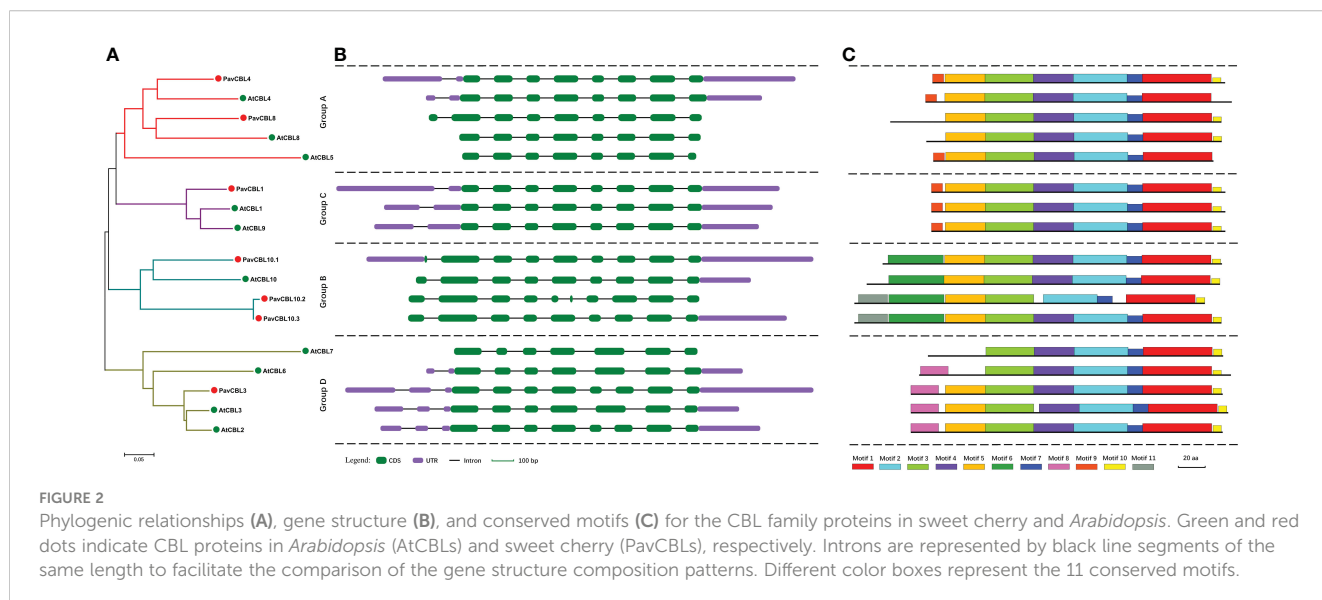 A
B
C
PavCBL4
AtCBL4
PavCBL8
AtCBL8
AtCBL5
PavCBL1
AtCBL1
AtCBL9
PavCBL10.1
AtCBL10
PavCBL10.2
PavCBL10.3
AtCBL7
AtCBL6
PavCBL3
AtCBL3
AtCBL2
0.05
Group A
Group C
Group B
Group D
Legend: CDS UTR Intron 100 bp
Motif 1 Motif 2 Motif 3 Motif 4 Motif 5 Motif 6 Motif 7 Motif 8 Motif 9 Motif 10 Motif 11 20 aa
FIGURE 2
Phylogenic relationships (A), gene structure (B), and conserved motifs (C) for the CBL family proteins in sweet cherry and Arabidopsis. Green and red
dots indicate CBL proteins in Arabidopsis (AtCBLs) and sweet cherry (PavCBLs), respectively. Introns are represented by black line segments of the
same length to facilitate the comparison of the gene structure composition patterns. Different color boxes represent the 11 conserved motifs.